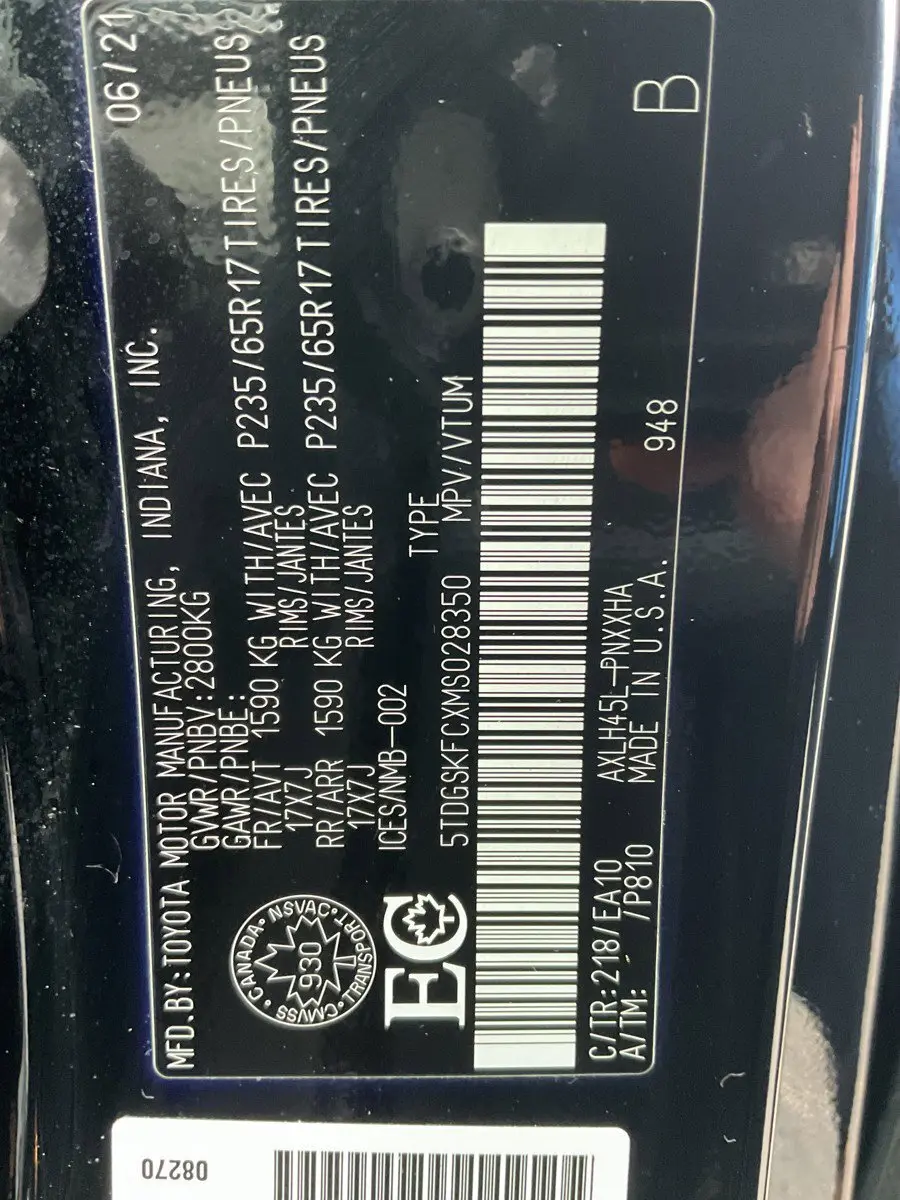 MFD.BY:TOYOTA MOTOR MANUFACTURING, INDIANA, INC. 06/21
GVWR/PNBV:2800KG
GAWR/PNBE:
FR/AVT 1590 KG WITH/AVEC P235/65R17 TIRES/PNEUS
17X7J RIMS/JANTES
RR/ARR 1590 KG WITH/AVEC P235/65R17 TIRES/PNEUS
17X7J RIMS/JANTES
ICES/NMB-002
CANADA NSVAC
930
CMVSS TRANSPORT
EC
TYPE
5TDGSKFCXMS028350 MPV/VTUM
C/TR:218/EA10 AXLH45L-PNXXHA
A/TM: /P810 MADE IN U.S.A. 948 B
08270